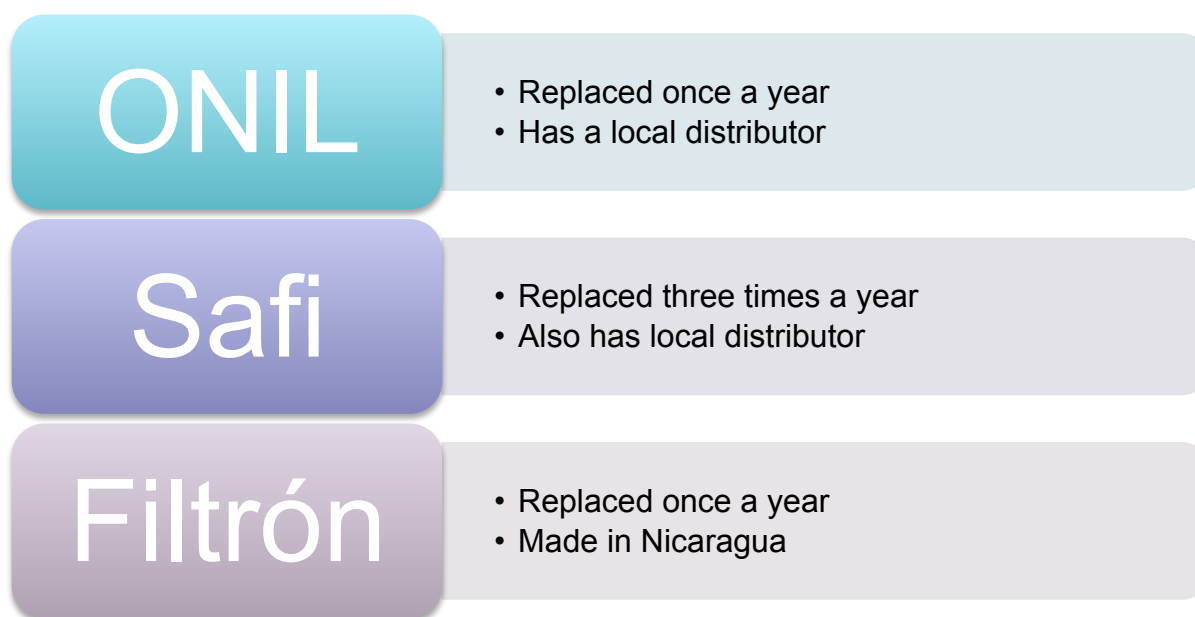 ONIL
• Replaced once a year
• Has a local distributor
Safi
• Replaced three times a year
• Also has local distributor
Filtrón
• Replaced once a year
• Made in Nicaragua